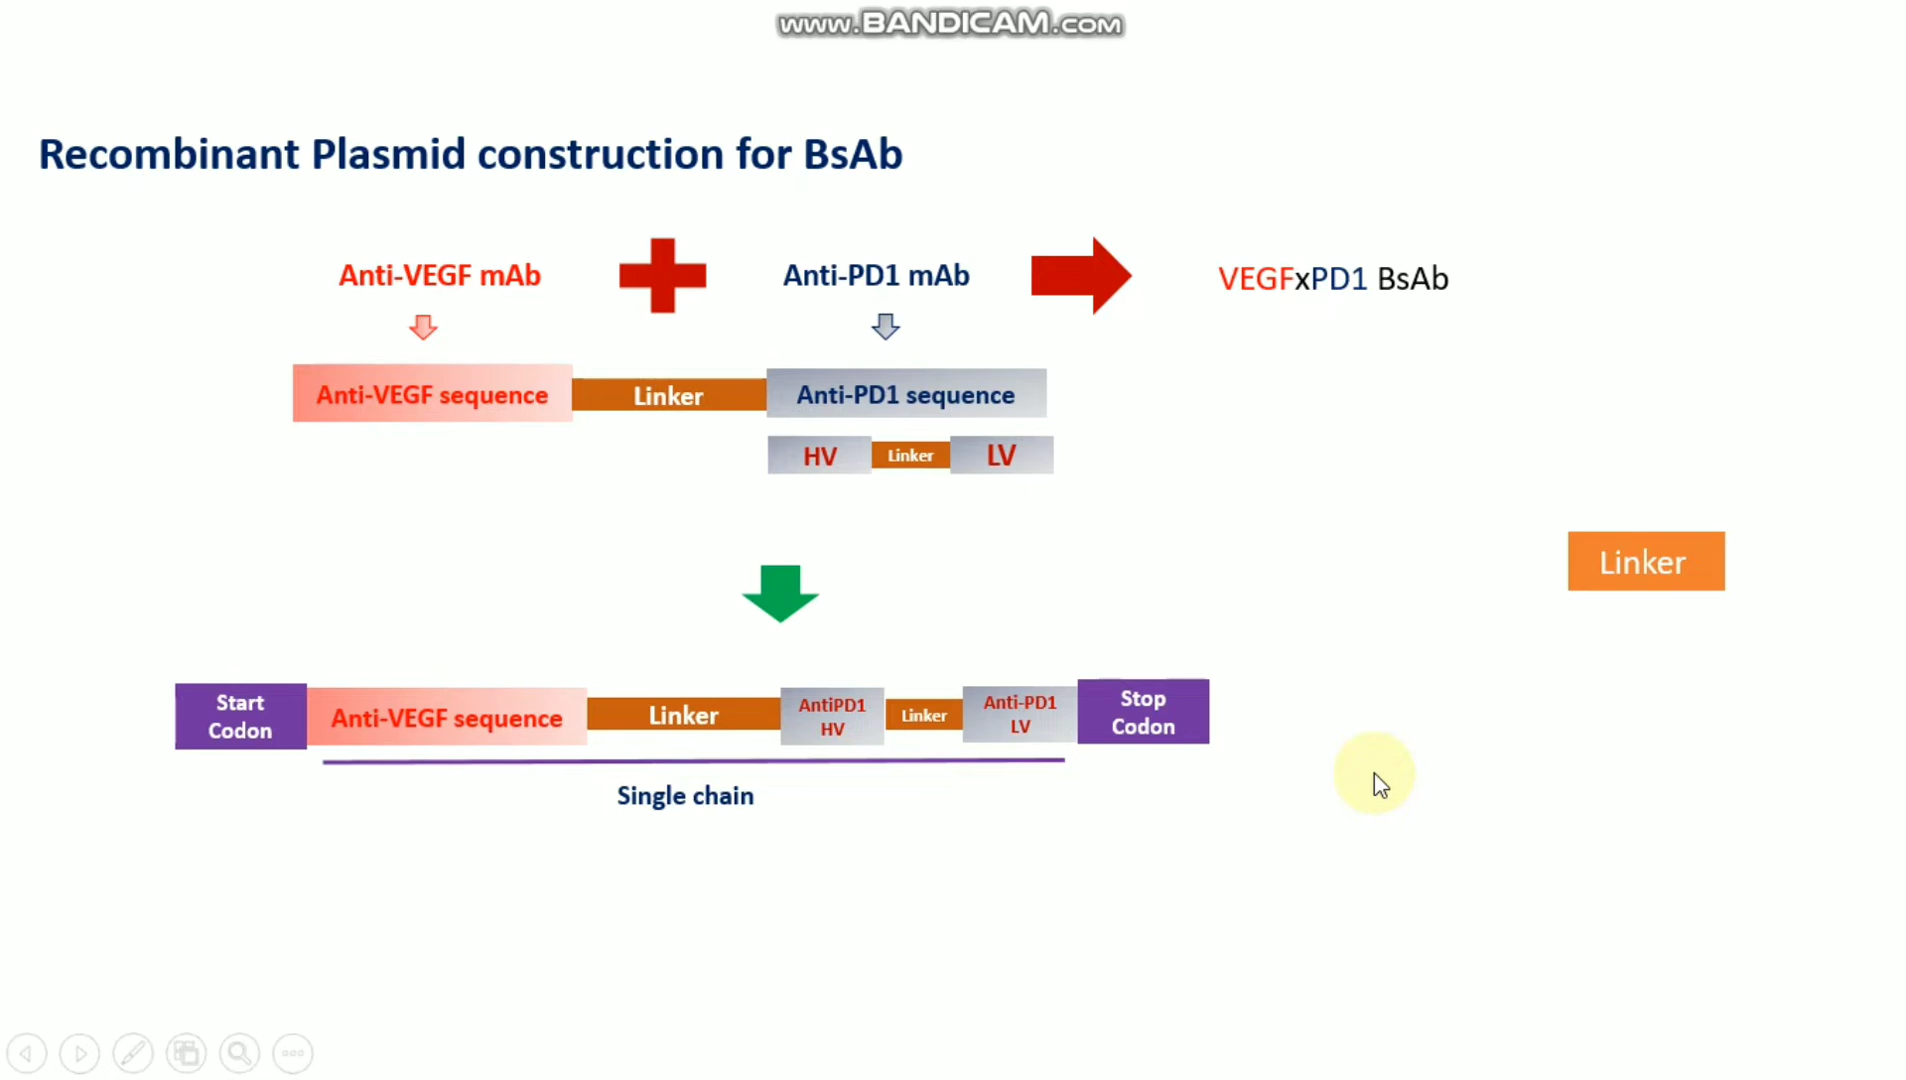 www.BANDICAM.com
Recombinant Plasmid construction for BsAb
Anti-VEGF mAb
Anti-PD1 mAb
VEGFxPD1 BsAb
Anti-VEGF sequence
Linker
Anti-PD1 sequence
HV
Linker
LV
Linker
Start
Codon
Anti-VEGF sequence
Linker
AntiPD1
HV
Linker
Anti-PD1
LV
Stop
Codon
Single chain